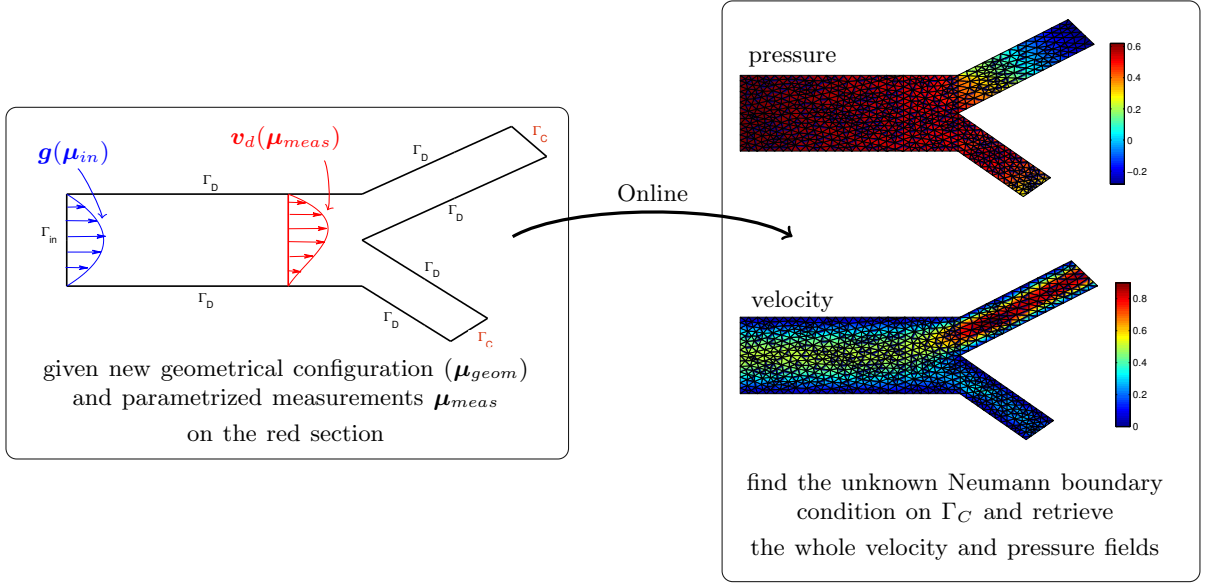 g(μ_in)
v_d(μ_meas)
Γ_D
Γ_C
Γ_D
Γ_in
Γ_D
Γ_D
Γ_D
Γ_D
Γ_C
given new geometrical configuration (μ_geom)
and parametrized measurements μ_meas
on the red section
Online
pressure
0.6
0.4
0.2
0
−0.2
velocity
0.8
0.6
0.4
0.2
0
find the unknown Neumann boundary
condition on Γ_C and retrieve
the whole velocity and pressure fields